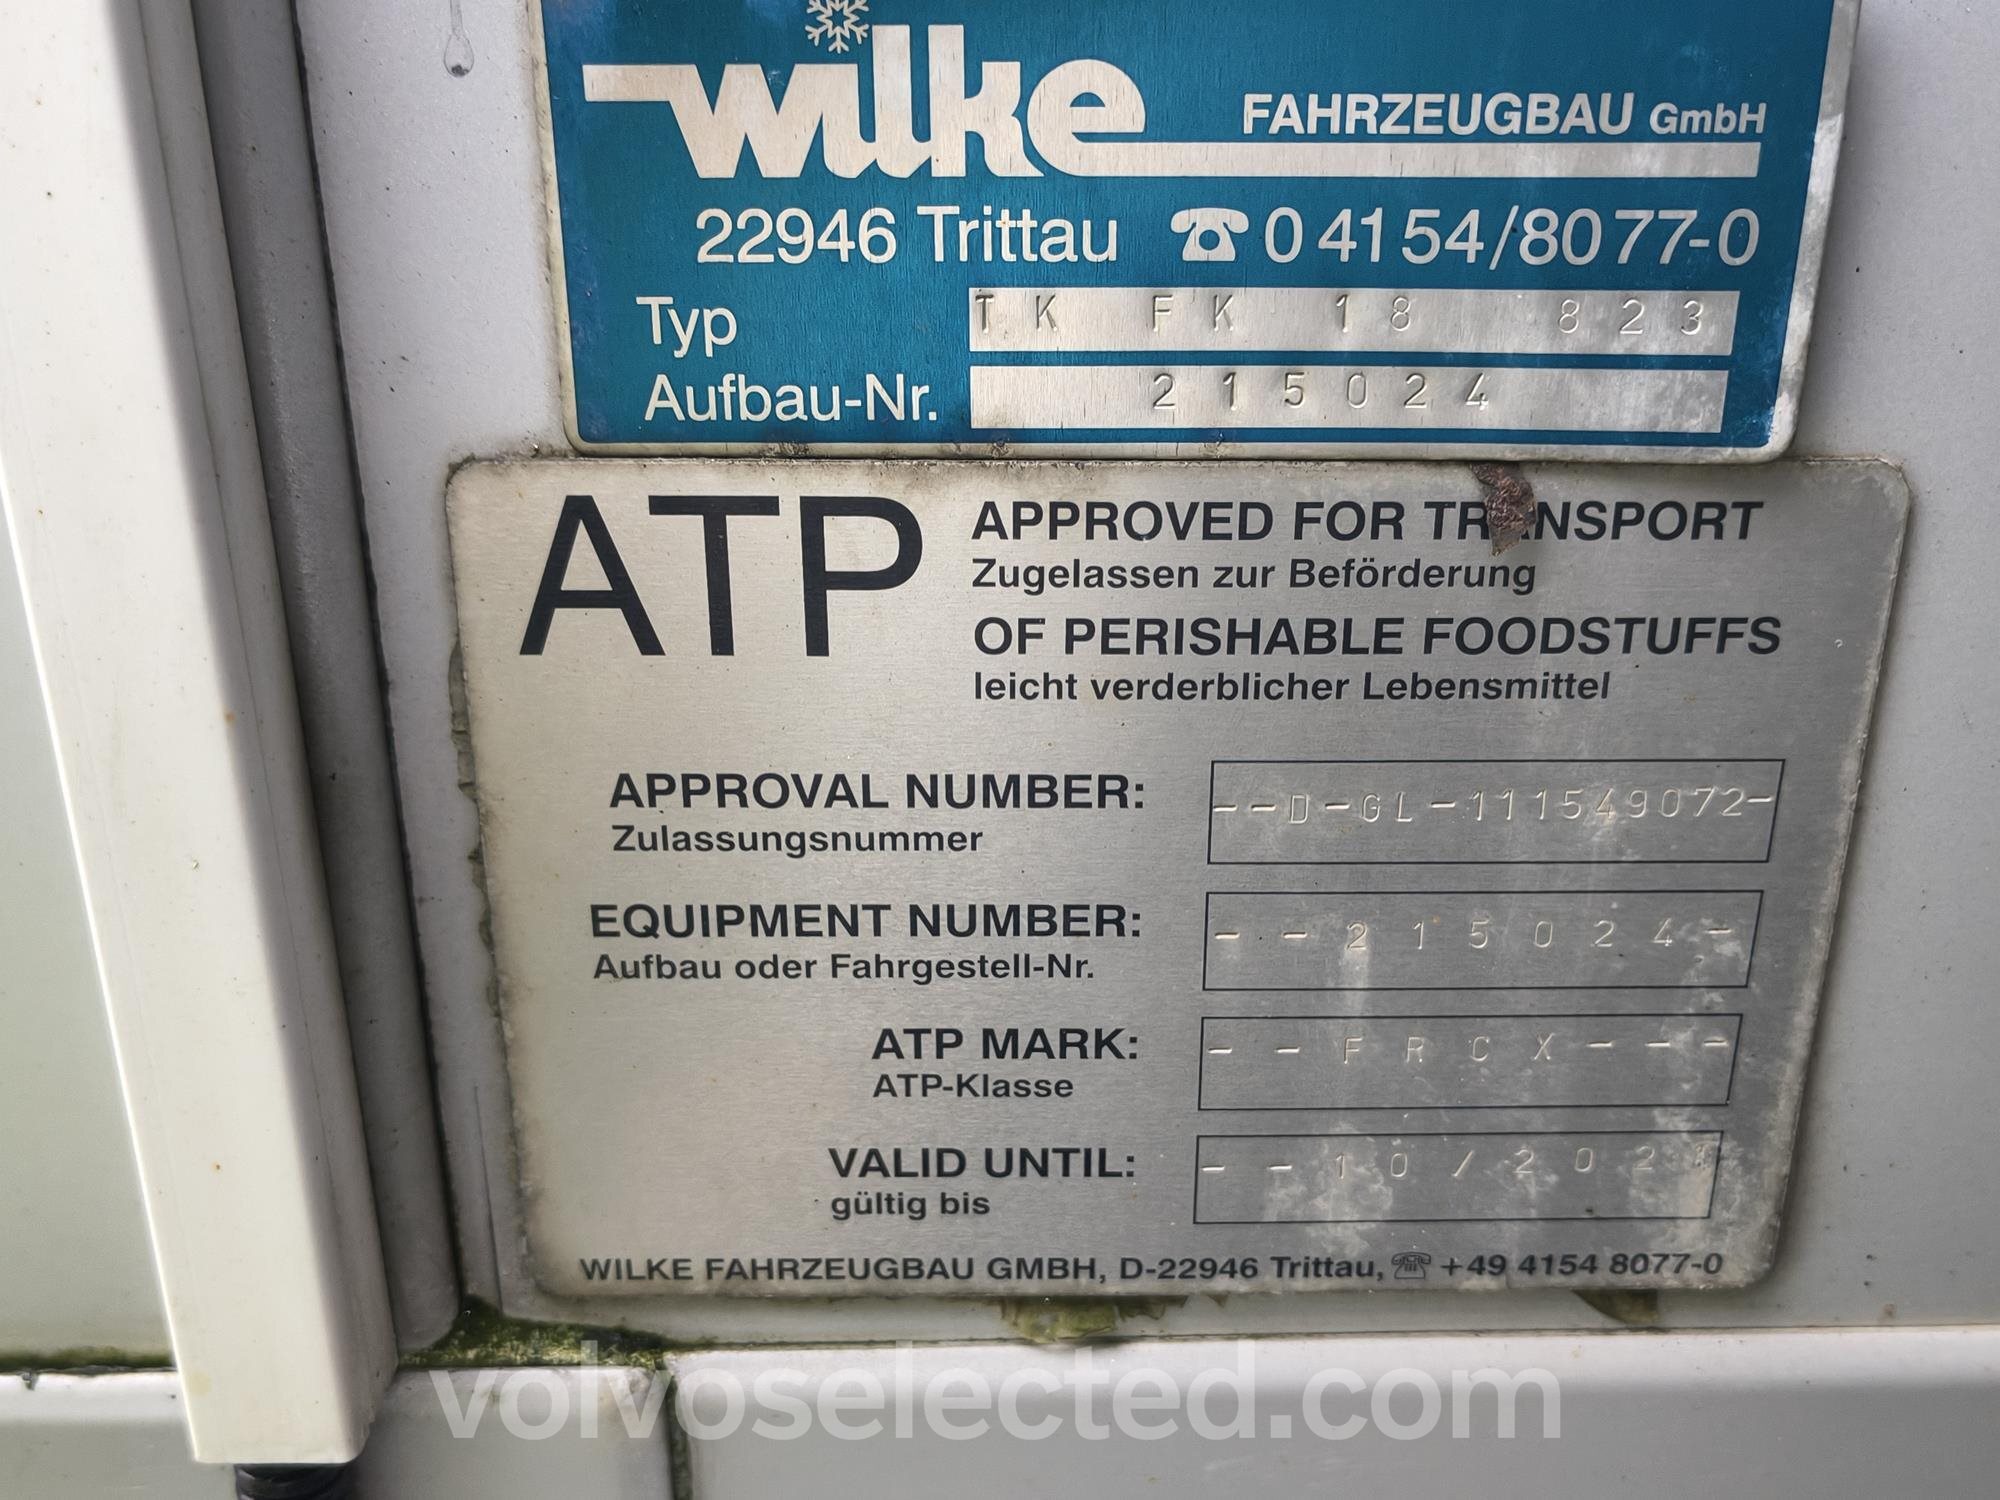 wilke FAHRZEUGBAU GmbH
22946 Trittau ☎ 04154/8077-0
Typ TK FK 18 823
Aufbau-Nr. 215024
ATP APPROVED FOR TRANSPORT
Zugelassen zur Beförderung
OF PERISHABLE FOODSTUFFS
leicht verderblicher Lebensmittel
APPROVAL NUMBER: --D-GL-111549072-
Zulassungsnummer
EQUIPMENT NUMBER: - - - 215024-
Aufbau oder Fahrgestell-Nr.
ATP MARK: - - FRCX - - -
ATP-Klasse
VALID UNTIL:
gültig bis
WILKE FAHRZEUGBAU GMBH, D-22946 Trittau, ☎ +49 4154 8077-0
volvoselected.com